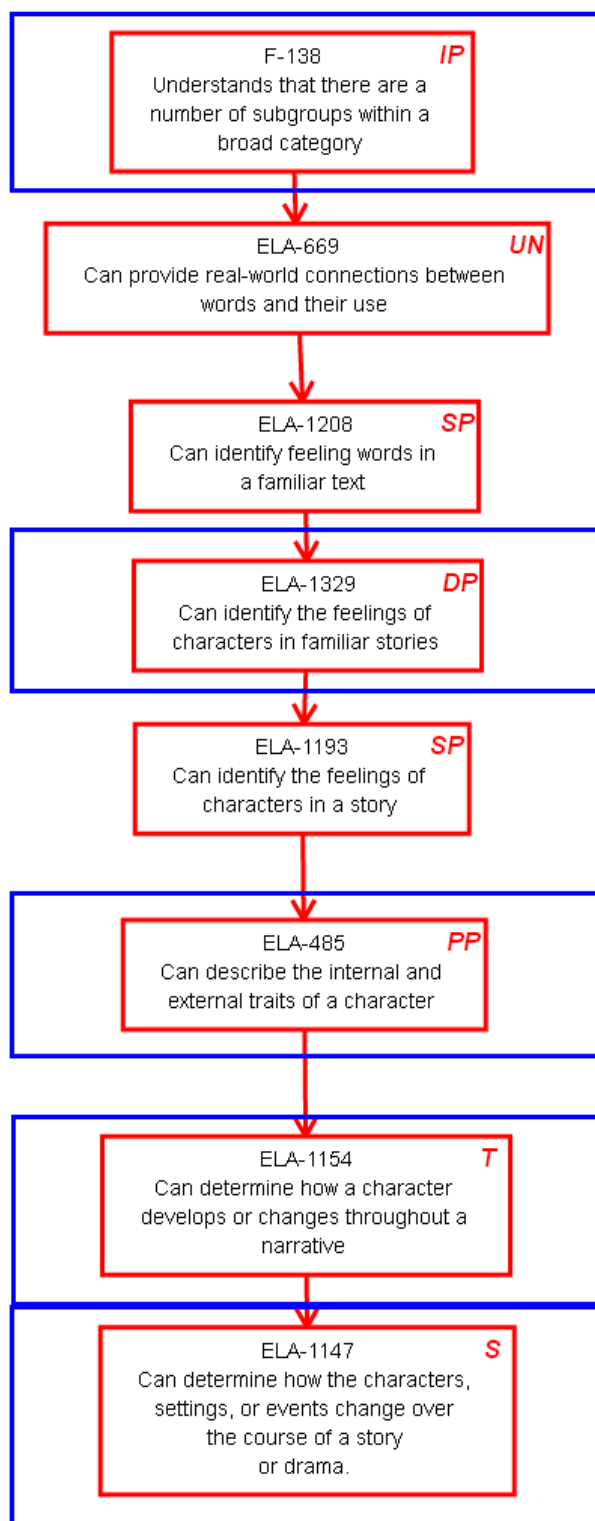 F-138 IP
Understands that there are a
number of subgroups within a
broad category
ELA-669 UN
Can provide real-world connections between
words and their use
ELA-1208 SP
Can identify feeling words in
a familiar text
ELA-1329 DP
Can identify the feelings of
characters in familiar stories
ELA-1193 SP
Can identify the feelings of
characters in a story
ELA-485 PP
Can describe the internal and
external traits of a character
ELA-1154 T
Can determine how a character
develops or changes throughout a
narrative
ELA-1147 S
Can determine how the characters,
settings, or events change over
the course of a story
or drama.